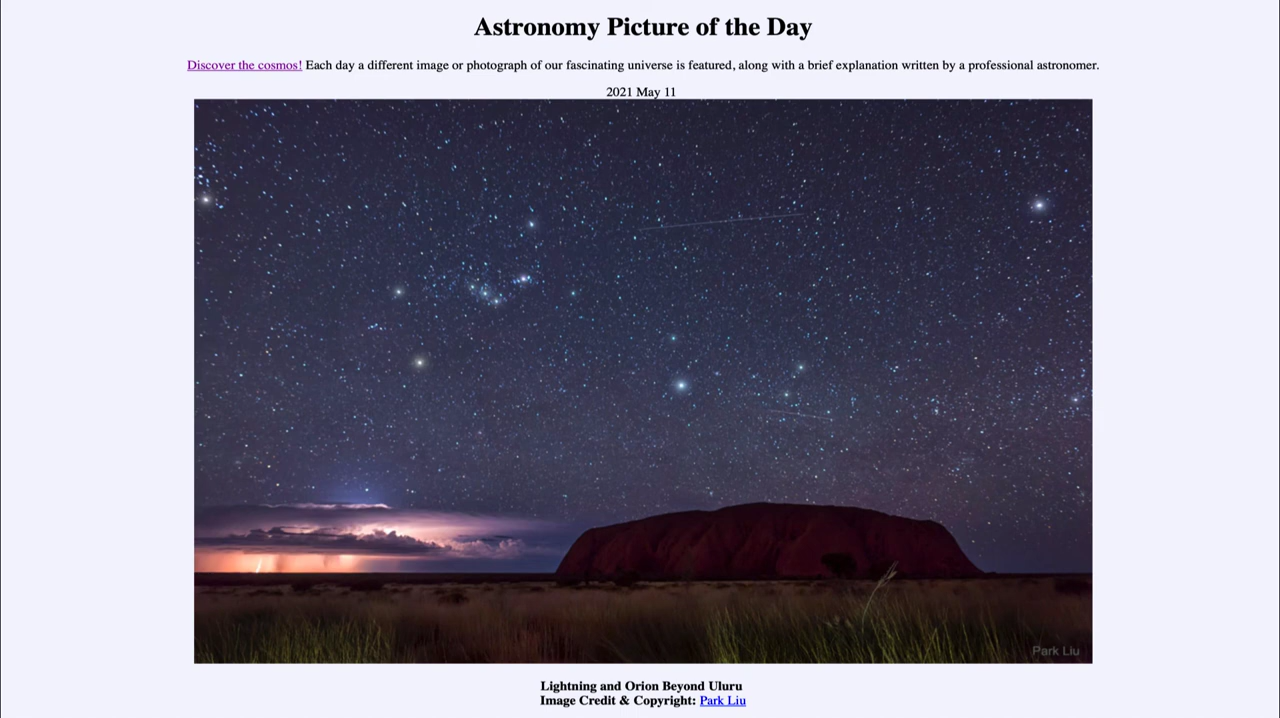 Astronomy Picture of the Day
Discover the cosmos! Each day a different image or photograph of our fascinating universe is featured, along with a brief explanation written by a professional astronomer.
2021 May 11
Park Liu
Lightning and Orion Beyond Uluru
Image Credit & Copyright: Park Liu